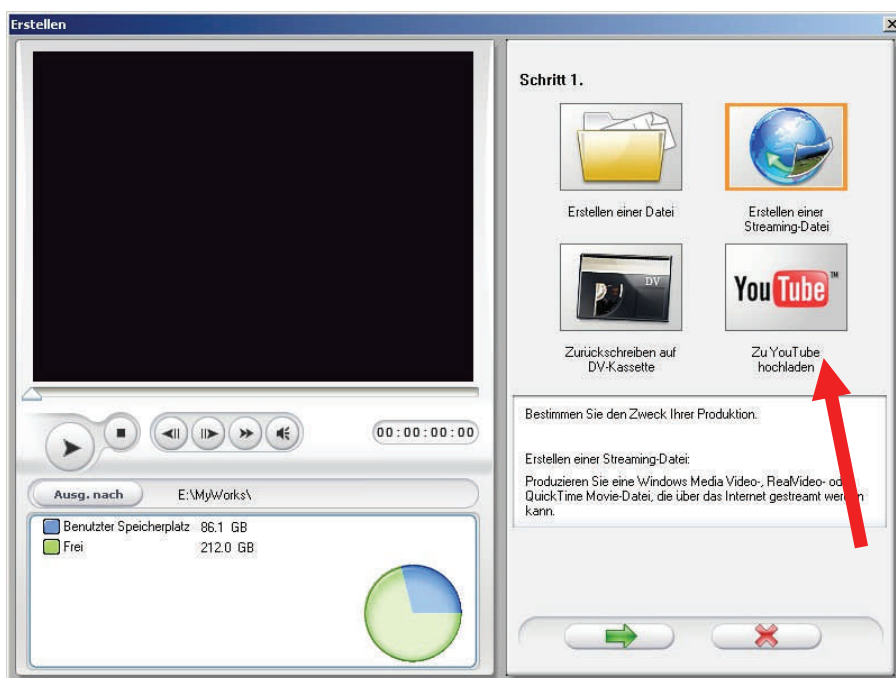 Erstellen
Schritt 1.
Erstellen einer Datei
Erstellen einer
Streaming-Datei
DV
YouTube™
Zurückschreiben auf
DV-Kassette
Zu YouTube
hochladen
00:00:00:00
Ausg. nach
E:\MyWorks\
Benutzter Speicherplatz 86.1 GB
Frei 212.0 GB
Bestimmen Sie den Zweck Ihrer Produktion.
Erstellen einer Streaming-Datei:
Produzieren Sie eine Windows Media Video-, RealVideo- oder
QuickTime Movie-Datei, die über das Internet gestreamt werden
kann.